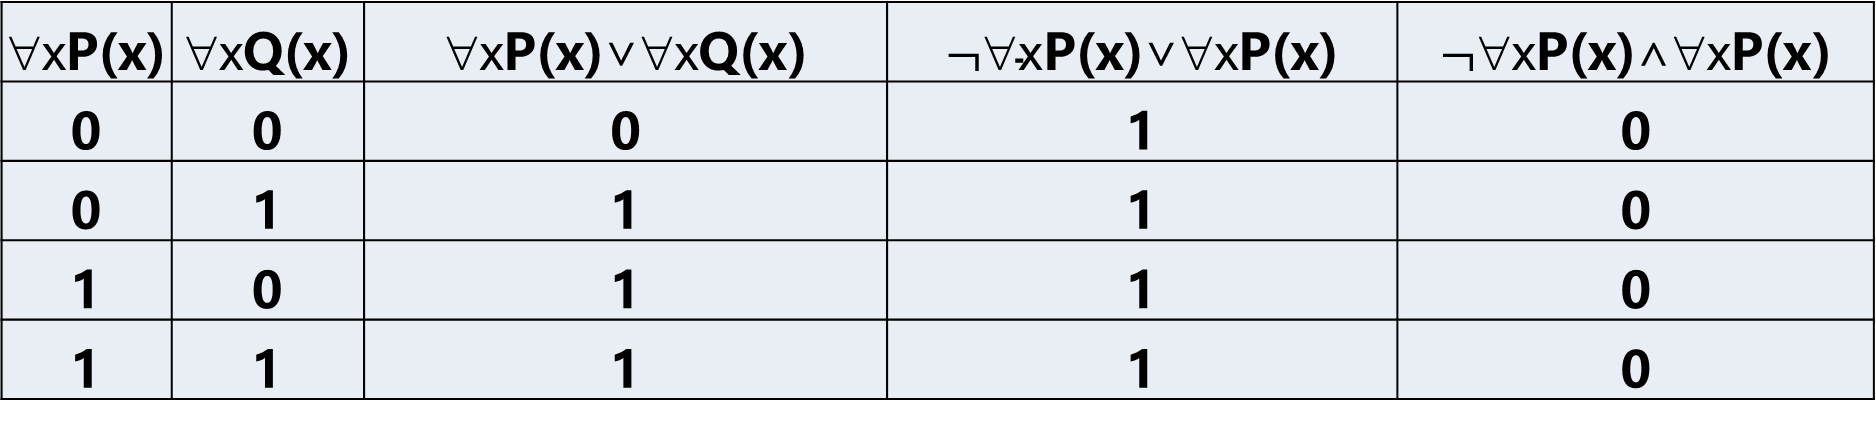 ∀xP(x) ∀xQ(x) ∀xP(x)∨∀xQ(x) ¬∀xP(x)∨∀xP(x) ¬∀xP(x)∧∀xP(x)
0 0 0 1 0
0 1 1 1 0
1 0 1 1 0
1 1 1 1 0